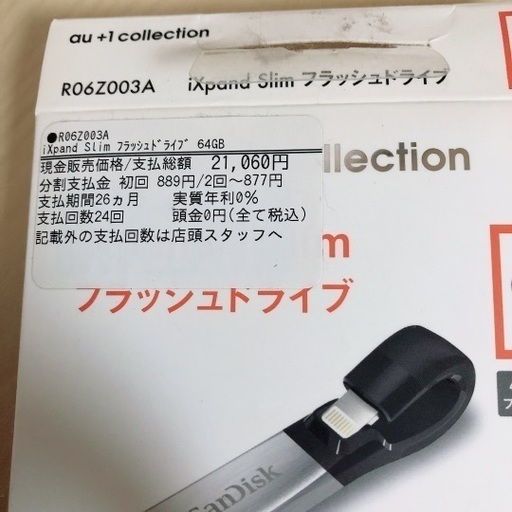 au +1 collection
R06Z003A iXpand Slim フラッシュドライブ
●R06Z003A
iXpand Slim ﾌﾗｯｼｭﾄﾞﾗｲﾌﾞ 64GB
現金販売価格/支払総額 21,060円
分割支払金 初回 889円/2回～877円
支払期間26ヵ月 実質年利0%
支払回数24回 頭金0円(全て税込)
記載外の支払回数は店頭スタッフへ
llection
フラッシュドライブ
SanDisk